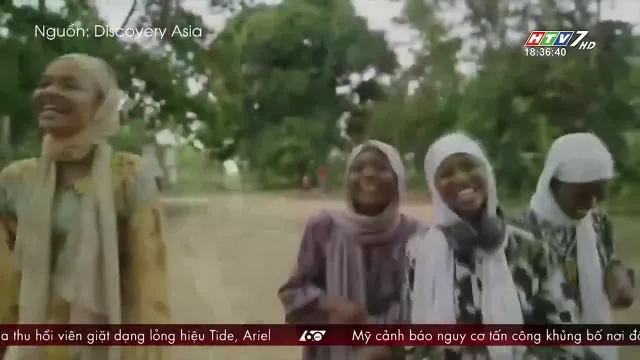 Nguồn: Discovery Asia
HTV7 HD
18:36:40
a thu hồi viên giặt dạng lỏng hiệu Tide, Ariel
60
Mỹ cảnh báo nguy cơ tấn công khủng bố nơi